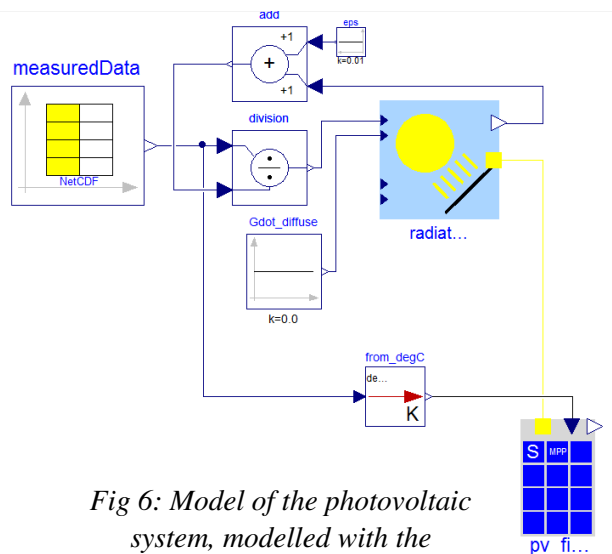 add
eps
+1
+
+1
k=0.01
measuredData
NetCDF
division
÷
radiat...
Gdot_diffuse
k=0.0
from_degC
de...
K
S MPP
pv fi...
Fig 6: Model of the photovoltaic
system, modelled with the